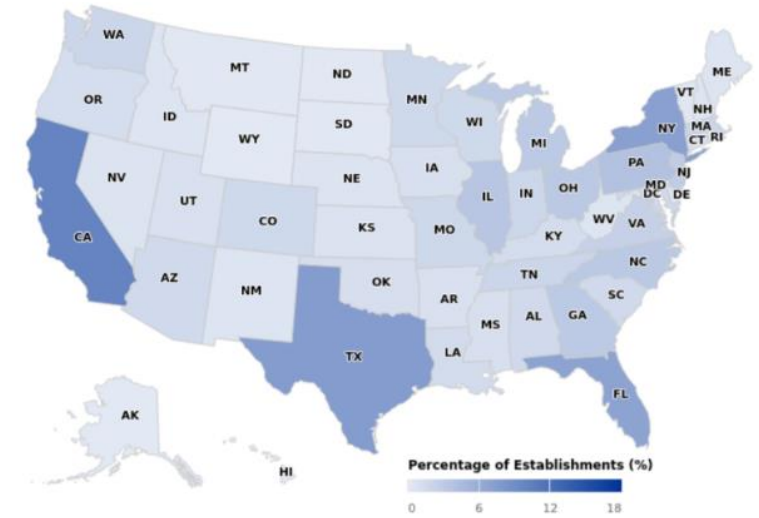 WA
MT
ND
MN
ME
VT
NH
OR
ID
SD
WI
NY
MA
RI
CT
WY
MI
PA
IA
NJ
NV
NE
OH
MD
DC
DE
UT
IL
IN
WV
VA
CO
KS
MO
KY
CA
NC
AZ
NM
OK
TN
AR
SC
MS
AL
GA
TX
LA
FL
AK
HI
Percentage of Establishments (%)
0 6 12 18